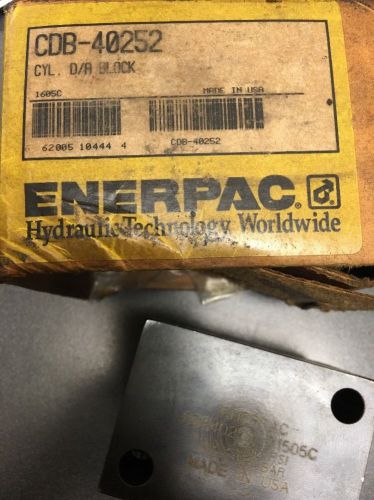 CDB-40252
CYL. D/A BLOCK
1605C MADE IN USA
62005 10444 4 CDB-40252
ENERPAC®
Hydraulic Technology Worldwide
MADE IN USA